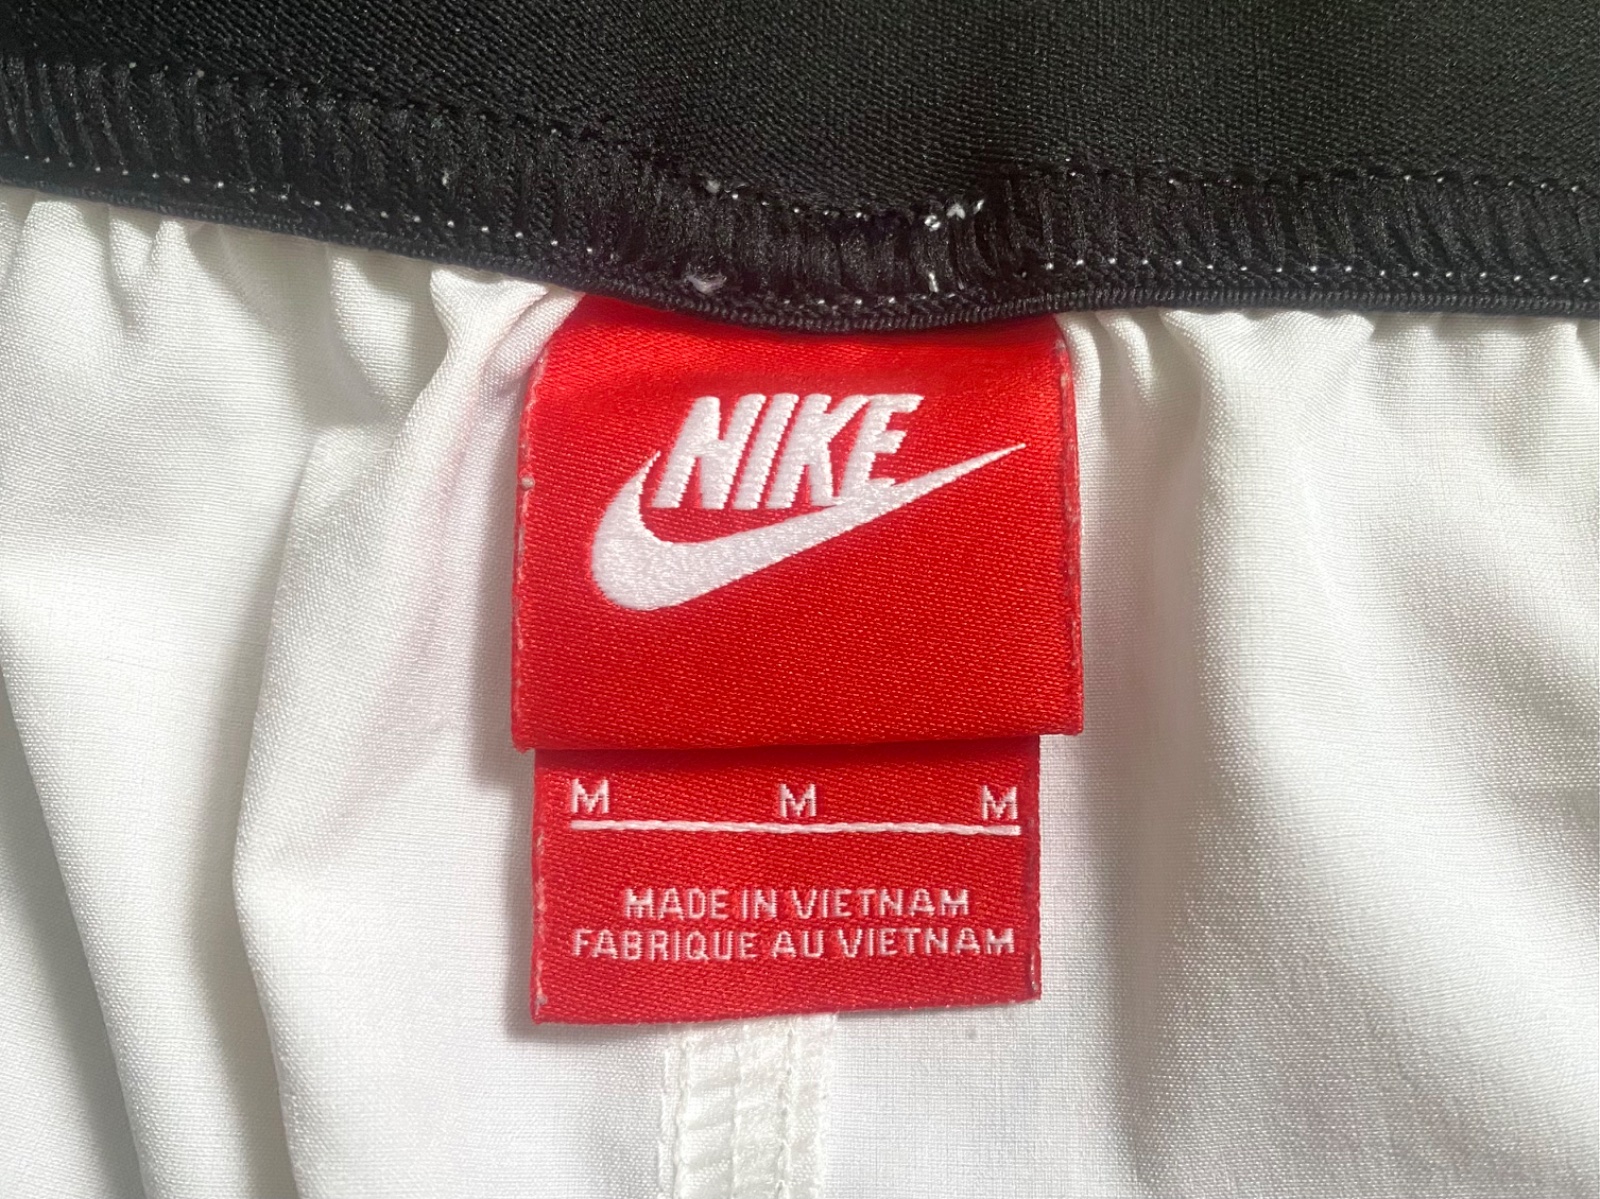 NIKE
M M M
MADE IN VIETNAM
FABRIQUE AU VIETNAM